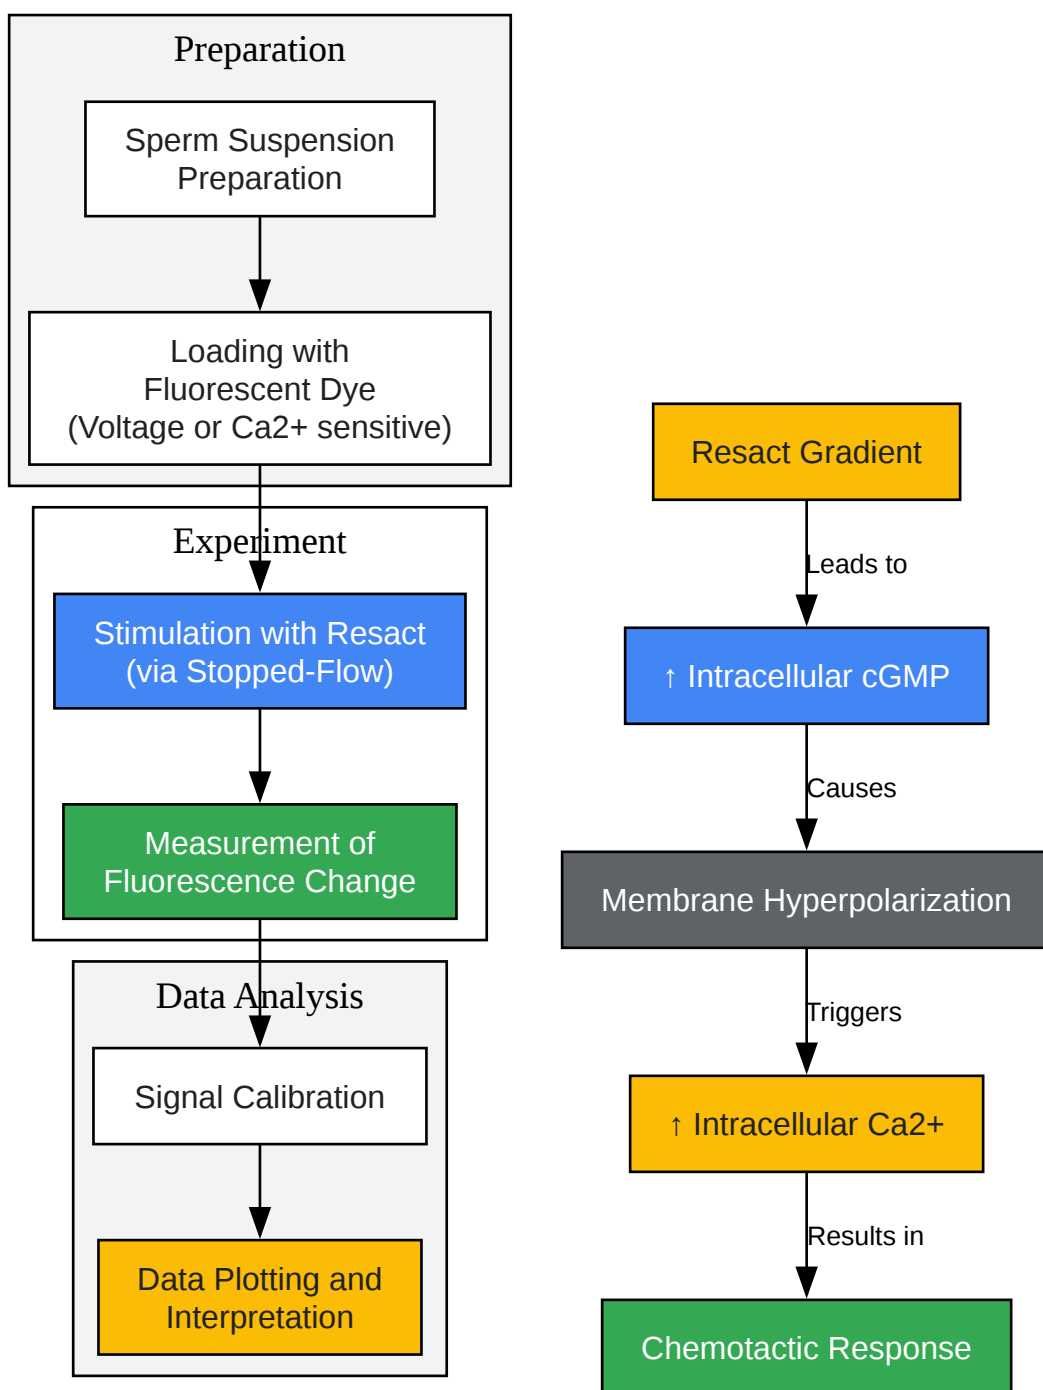 Preparation
Sperm Suspension
Preparation
Loading with
Fluorescent Dye
(Voltage or Ca2+ sensitive)
Experiment
Stimulation with Resact
(via Stopped-Flow)
Measurement of
Fluorescence Change
Data Analysis
Signal Calibration
Data Plotting and
Interpretation
Resact Gradient
Leads to
↑ Intracellular cGMP
Causes
Membrane Hyperpolarization
Triggers
↑ Intracellular Ca2+
Results in
Chemotactic Response